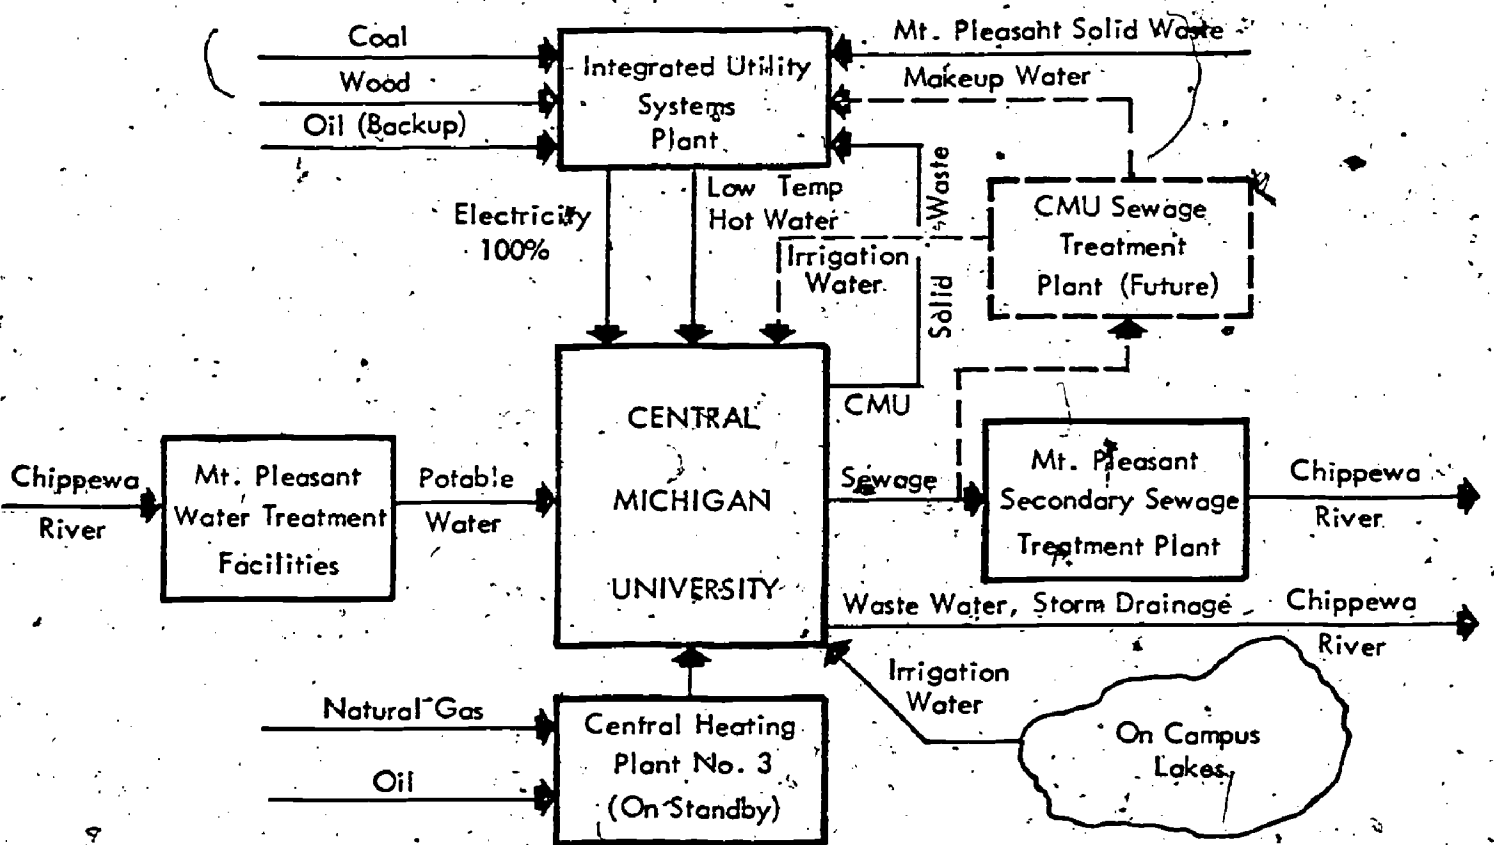 Coal
Wood
Oil (Backup)
Integrated Utility
Systems
Plant
Mt. Pleasant Solid Waste
Makeup Water
Electricity
100%
Low Temp
Hot Water
Irrigation
Water
Solid Waste
CMU Sewage
Treatment
Plant (Future)
CENTRAL
MICHIGAN
UNIVERSITY
CMU
Chippewa
River
Mt. Pleasant
Water Treatment
Facilities
Potable
Water
Sewage
Mt. Pleasant
Secondary Sewage
Treatment Plant
Chippewa
River
Waste Water, Storm Drainage
Chippewa
River
Irrigation
Water
On Campus
Lakes
Natural Gas
Oil
Central Heating
Plant No. 3
(On Standby)